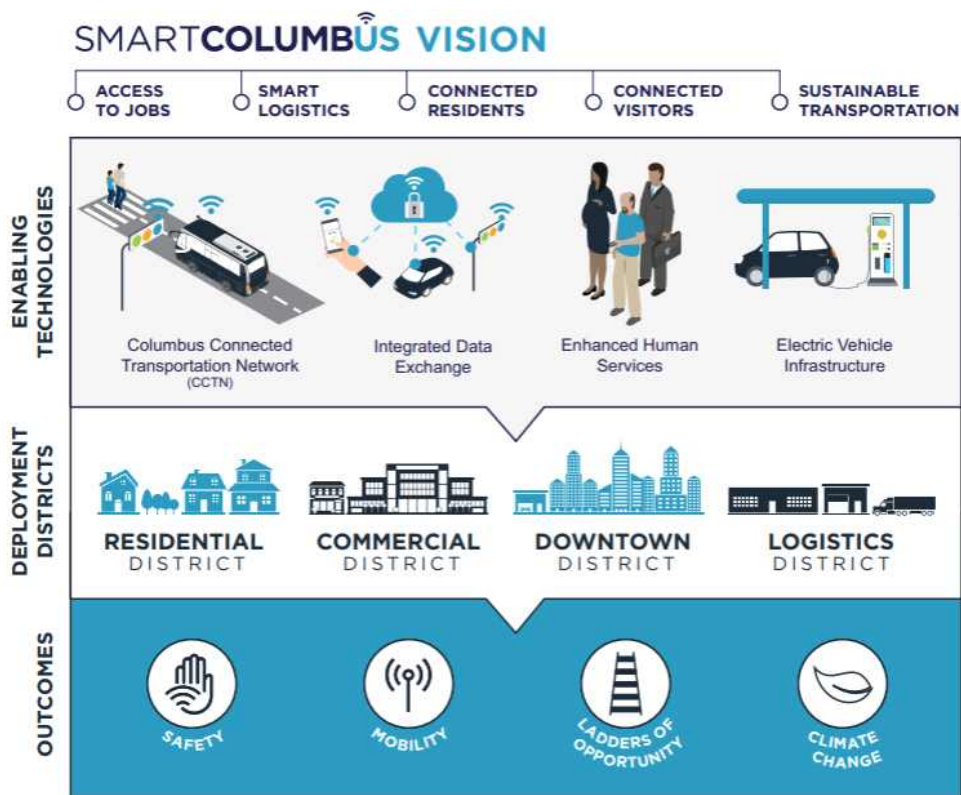 SMARTCOLUMBUS VISION
ACCESS
TO JOBS
SMART
LOGISTICS
CONNECTED
RESIDENTS
CONNECTED
VISITORS
SUSTAINABLE
TRANSPORTATION
ENABLING
TECHNOLOGIES
Columbus Connected
Transportation Network
(CCTN)
Integrated Data
Exchange
Enhanced Human
Services
Electric Vehicle
Infrastructure
DEPLOYMENT
DISTRICTS
RESIDENTIAL
DISTRICT
COMMERCIAL
DISTRICT
DOWNTOWN
DISTRICT
LOGISTICS
DISTRICT
OUTCOMES
SAFETY
MOBILITY
LADDERS OF
OPPORTUNITY
CLIMATE
CHANGE